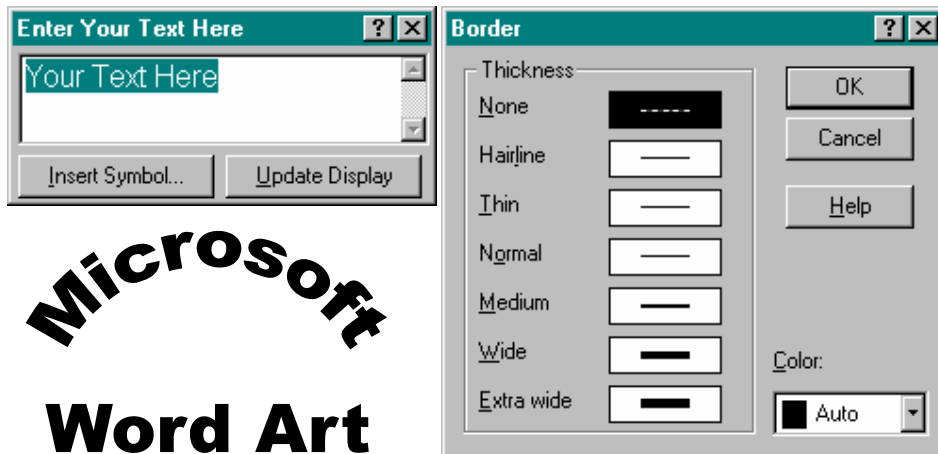 Enter Your Text Here
Your Text Here
Insert Symbol...
Update Display
Microsoft
Word Art
Border
Thickness
None
Hairline
Thin
Normal
Medium
Wide
Extra wide
OK
Cancel
Help
Color:
Auto